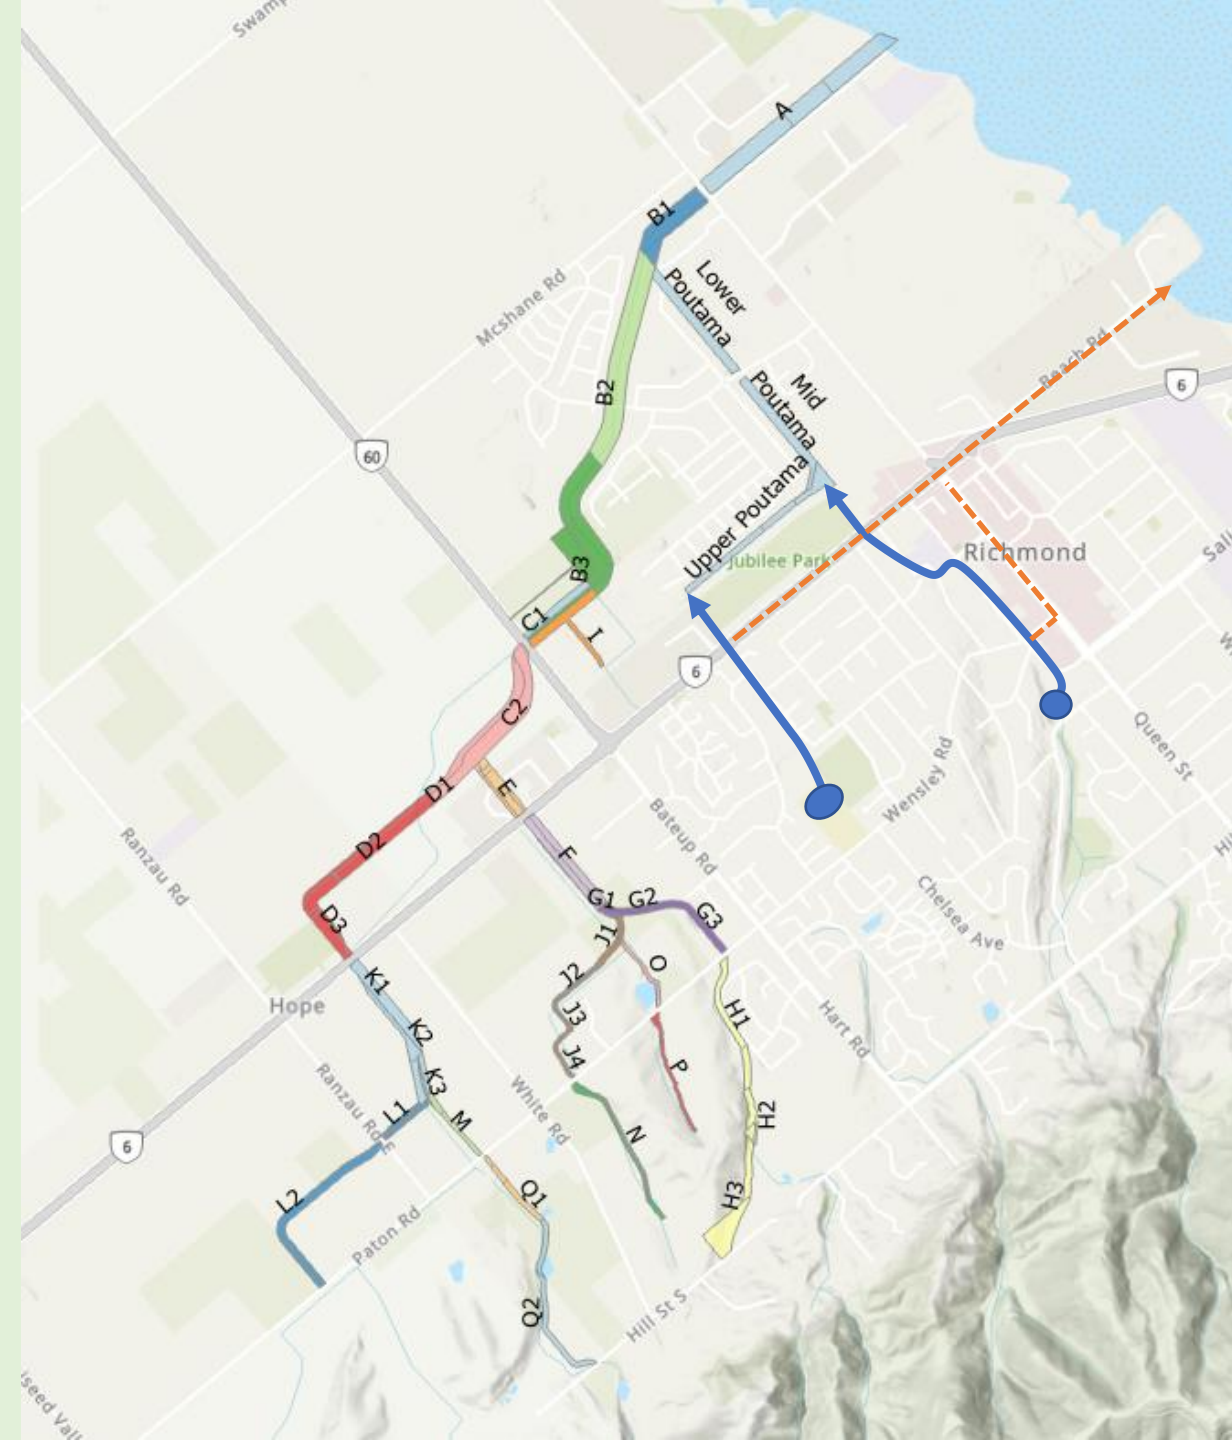 Swamp
A
B1
Lower
Poutama
Mcshane Rd
Beach Rd
6
Mid
Poutama
B2
60
Upper Poutama
Jubilee Park
Richmond
Sali
B3
C1
I
6
C2
Queen St
E
D1
Wensley Rd
Bateup Rd
D2
F
Ranzau Rd
G1
G2
G3
Chelsea Ave
D3
J1
O
J2
K1
Hope
J3
H1
Hart Rd
K2
J4
P
K3
L1
M
White Rd
Ranzau Rd E
H2
N
6
Q1
L2
H3
Paton Rd
Q2
Hill St S